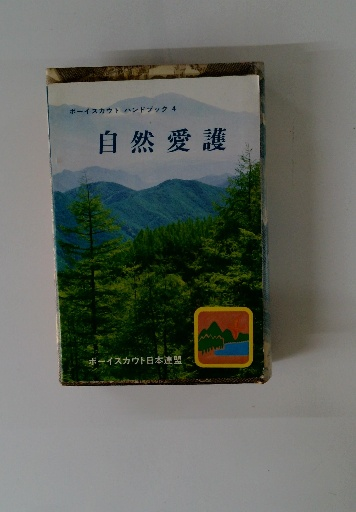 ボーイスカウト ハンドブック 4
自然愛護
ボーイスカウト日本連盟